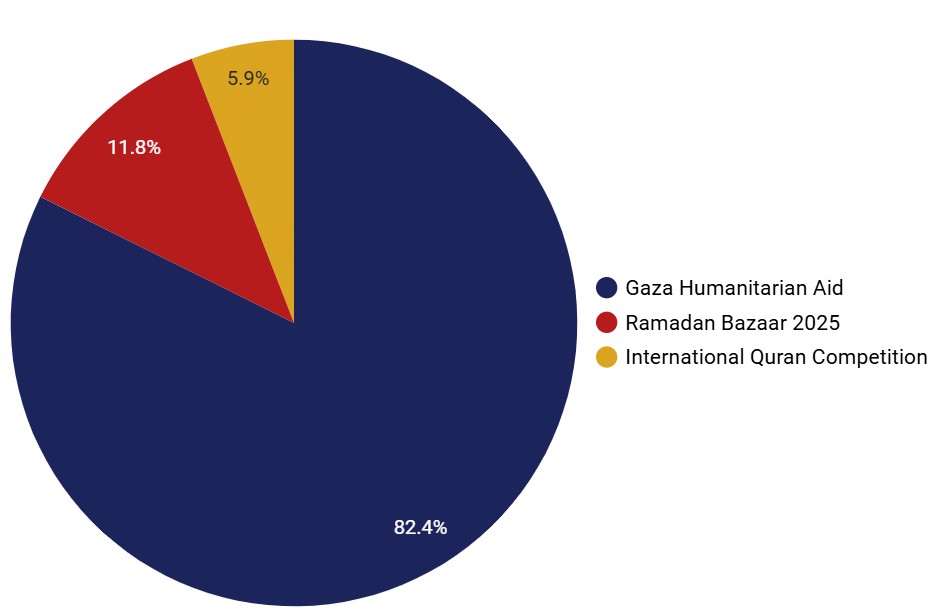 5.9%
11.8%
Gaza Humanitarian Aid
Ramadan Bazaar 2025
International Quran Competition
82.4%